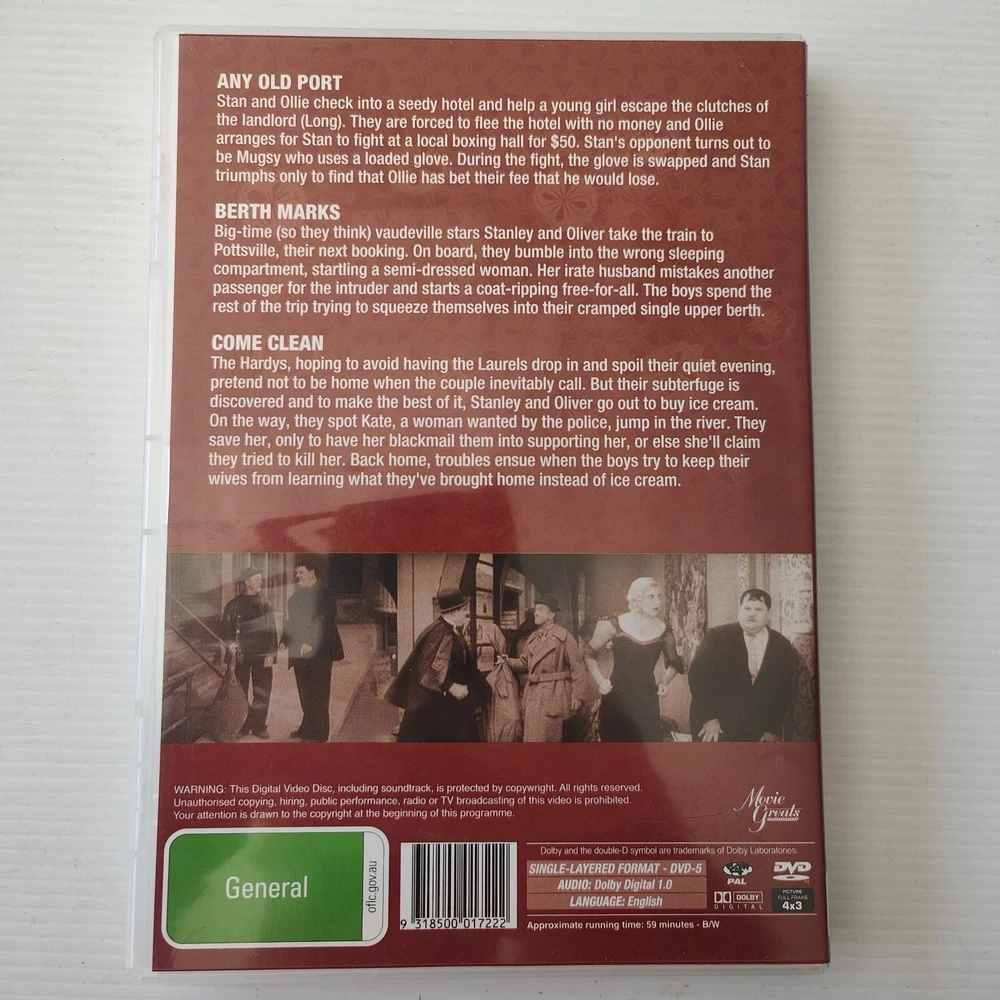 ANY OLD PORT
Stan and Ollie check into a seedy hotel and help a young girl escape the clutches of
the landlord (Long). They are forced to flee the hotel with no money and Ollie
arranges for Stan to fight at a local boxing hall for $50. Stan's opponent turns out to
be Mugsy who uses a loaded glove. During the fight, the glove is swapped and Stan
triumphs only to find that Ollie has bet their fee that he would lose.
BERTH MARKS
Big-time (so they think) vaudeville stars Stanley and Oliver take the train to
Pottsville, their next booking. On board, they bumble into the wrong sleeping
compartment, startling a semi-dressed woman. Her irate husband mistakes another
passenger for the intruder and starts a coat-ripping free-for-all. The boys spend the
rest of the trip trying to squeeze themselves into their cramped single upper berth.
COME CLEAN
The Hardys, hoping to avoid having the Laurels drop in and spoil their quiet evening,
pretend not to be home when the couple inevitably call. But their subterfuge is
discovered and to make the best of it, Stanley and Oliver go out to buy ice cream.
On the way, they spot Kate, a woman wanted by the police, jump in the river. They
save her, only to have her blackmail them into supporting her, or else she'll claim
they tried to kill her. Back home, troubles ensue when the boys try to keep their
wives from learning what they've brought home instead of ice cream.
WARNING: This Digital Video Disc, including soundtrack, is protected by copywright. All rights reserved.
Unauthorised copying, hiring, public performance, radio or TV broadcasting of this video is prohibited.
Your attention is drawn to the copyright at the beginning of this programme.
Movie
Greats
General
oflc.gov.au
9 318500 017222
Dolby and the double-D symbol are trademarks of Dolby Laboratories.
SINGLE-LAYERED FORMAT - DVD-5
AUDIO: Dolby Digital 1.0
LANGUAGE: English
PAL
DVD
DOLBY
DIGITAL
PICTURE:
FULL FRAME
4x3
Approximate running time: 59 minutes - B/W